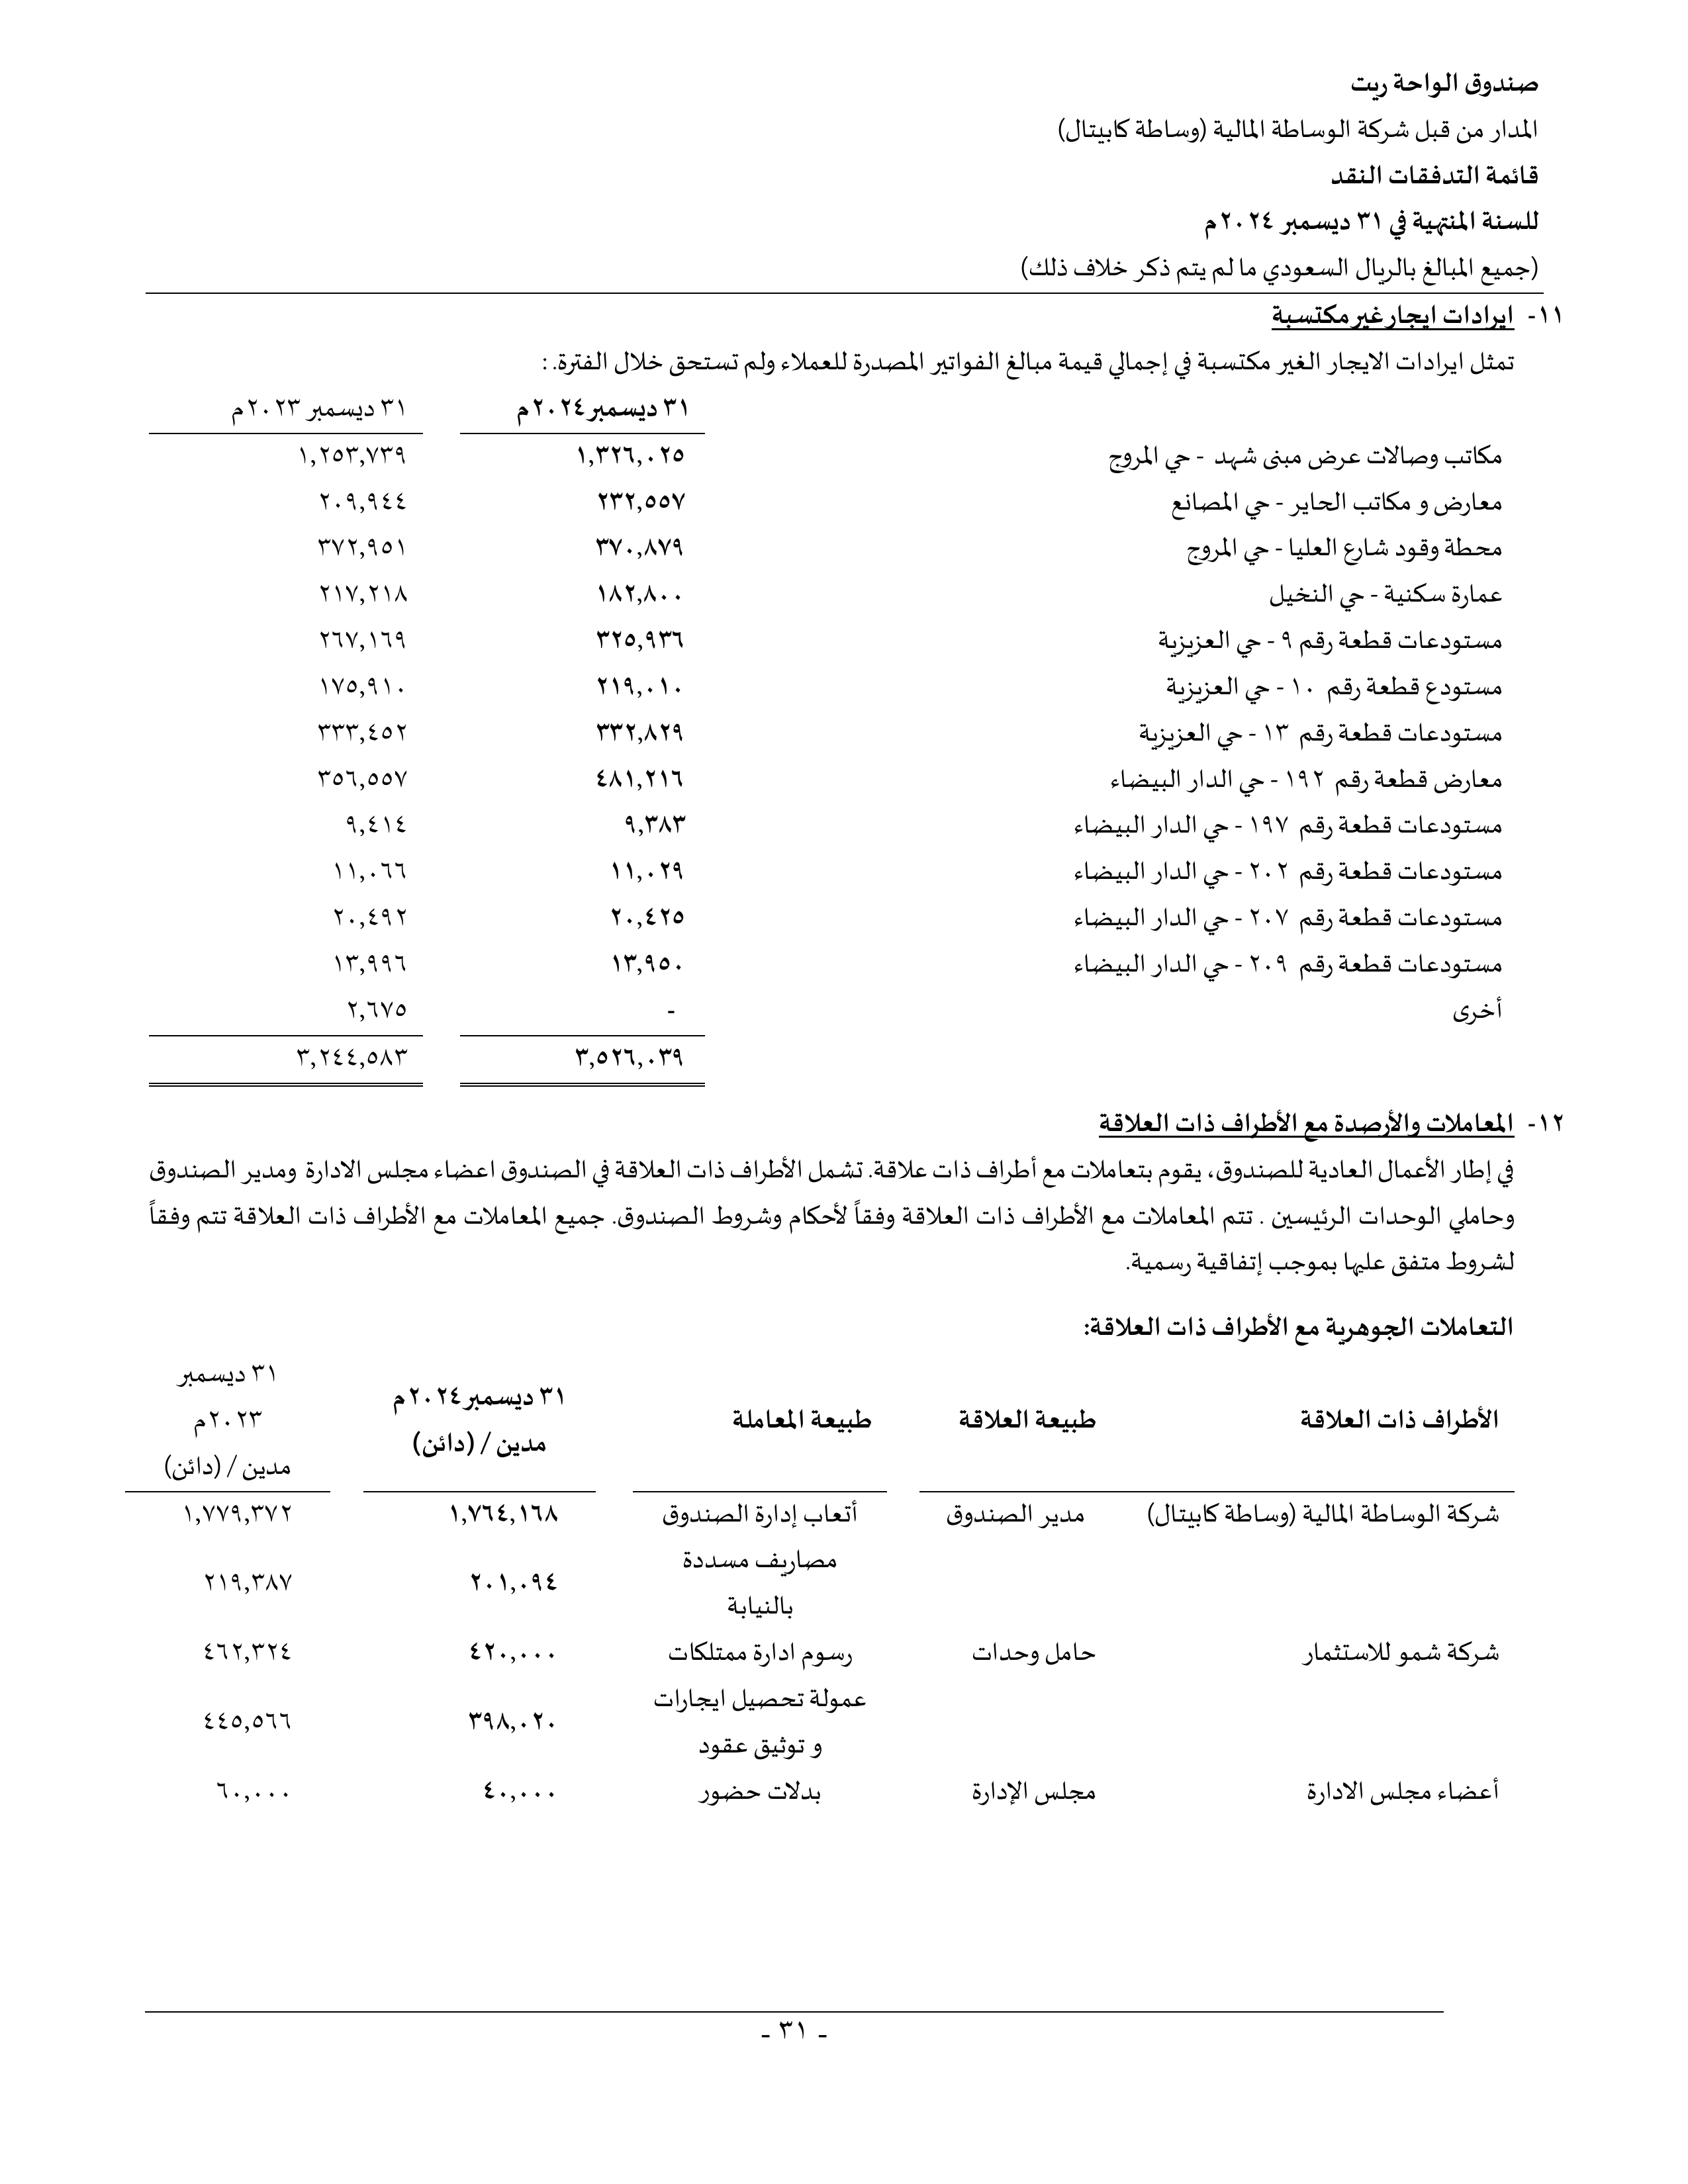 صندوق الواحة ريت
المدار من قبل شركة الوساطة المالية (وساطة كابيتال)
قائمة التدفقات النقد
للسنة المنتهية في ٣١ ديسمبر ٢٠٢٤م
(جميع المبالغ بالريال السعودي ما لم يتم ذكر خلاف ذلك)
١١- ايرادات ايجار غير مكتسبة
تمثل ايرادات الايجار الغير مكتسبة في إجمالي قيمة مبالغ الفواتير المصدرة للعملاء ولم تستحق خلال الفترة. :
٣١ ديسمبر ٢٠٢٤م ٣١ ديسمبر ٢٠٢٣م
مكاتب وصالات عرض مبنى شهد - حي المروج ١,٣٢٦,٠٢٥ ١,٢٥٣,٧٣٩
معارض و مكاتب الحاير - حي المصانع ٢٣٢,٥٥٧ ٢٠٩,٩٤٤
محطة وقود شارع العليا - حي المروج ٣٧٠,٨٧٩ ٣٧٢,٩٥١
عمارة سكنية - حي النخيل ١٨٢,٨٠٠ ٢١٧,٢١٨
مستودعات قطعة رقم ٩ - حي العزيزية ٣٢٥,٩٣٦ ٢٦٧,١٦٩
مستودع قطعة رقم ١٠ - حي العزيزية ٢١٩,٠١٠ ١٧٥,٩١٠
مستودعات قطعة رقم ١٣ - حي العزيزية ٣٣٢,٨٢٩ ٣٣٣,٤٥٢
معارض قطعة رقم ١٩٢ - حي الدار البيضاء ٤٨١,٢١٦ ٣٥٦,٥٥٧
مستودعات قطعة رقم ١٩٧ - حي الدار البيضاء ٩,٣٨٣ ٩,٤١٤
مستودعات قطعة رقم ٢٠٢ - حي الدار البيضاء ١١,٠٢٩ ١١,٠٦٦
مستودعات قطعة رقم ٢٠٧ - حي الدار البيضاء ٢٠,٤٢٥ ٢٠,٤٩٢
مستودعات قطعة رقم ٢٠٩ - حي الدار البيضاء ١٣,٩٥٠ ١٣,٩٩٦
أخرى - ٢,٦٧٥
٣,٥٢٦,٠٣٩ ٣,٢٤٤,٥٨٣
١٢- المعاملات والأرصدة مع الأطراف ذات العلاقة
في إطار الأعمال العادية للصندوق، يقوم بتعاملات مع أطراف ذات علاقة. تشمل الأطراف ذات العلاقة في الصندوق اعضاء مجلس الادارة ومدير الصندوق
وحاملي الوحدات الرئيسين . تتم المعاملات مع الأطراف ذات العلاقة وفقاً لأحكام وشروط الصندوق. جميع المعاملات مع الأطراف ذات العلاقة تتم وفقاً
لشروط متفق عليها بموجب إتفاقية رسمية.
التعاملات الجوهرية مع الأطراف ذات العلاقة:
٣١ ديسمبر
٣١ ديسمبر ٢٠٢٤م ٢٠٢٣م
الأطراف ذات العلاقة طبيعة العلاقة طبيعة المعاملة
مدين / (دائن) مدين / (دائن)
شركة الوساطة المالية (وساطة كابيتال) مدير الصندوق أتعاب إدارة الصندوق ١,٧٦٤,١٦٨ ١,٧٧٩,٣٧٢
مصاريف مسددة
٢٠١,٠٩٤ ٢١٩,٣٨٧
بالنيابة
شركة شمو للاستثمار حامل وحدات رسوم ادارة ممتلكات ٤٢٠,٠٠٠ ٤٦٢,٣٢٤
عمولة تحصيل ايجارات
٣٩٨,٠٢٠ ٤٤٥,٥٦٦
و توثيق عقود
أعضاء مجلس الادارة مجلس الإدارة بدلات حضور ٤٠,٠٠٠ ٦٠,٠٠٠
- ٣١ -